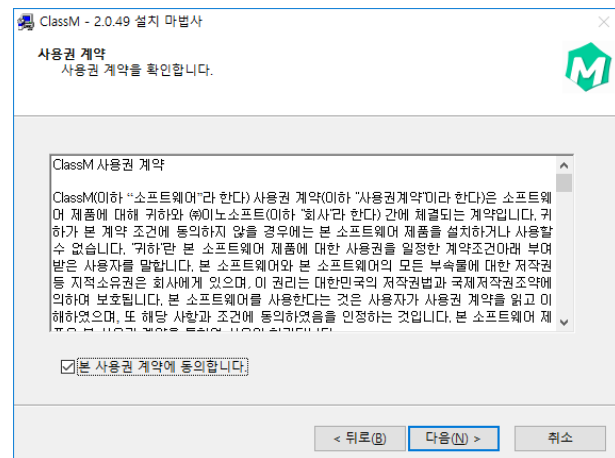 ClassM - 2.0.49 설치 마법사
사용권 계약
사용권 계약을 확인합니다.
ClassM 사용권 계약
ClassM(이하 “소프트웨어”라 한다) 사용권 계약(이하 "사용권계약"이라 한다)은 소프트웨
어 제품에 대해 귀하와 ㈜이노소프트(이하 "회사"라 한다) 간에 체결되는 계약입니다. 귀
하가 본 계약 조건에 동의하지 않을 경우에는 본 소프트웨어 제품을 설치하거나 사용할
수 없습니다. "귀하"란 본 소프트웨어 제품에 대한 사용권을 일정한 계약조건아래 부여
받은 사용자를 말합니다. 본 소프트웨어와 본 소프트웨어의 모든 부속물에 대한 저작권
등 지적소유권은 회사에게 있으며, 이 권리는 대한민국의 저작권법과 국제저작권조약에
의하여 보호됩니다. 본 소프트웨어를 사용한다는 것은 사용자가 사용권 계약을 읽고 이
해하였으며, 또 해당 사항과 조건에 동의하였음을 인정하는 것입니다. 본 소프트웨어 제
본 사용권 계약에 동의합니다.
< 뒤로(B)
다음(N) >
취소